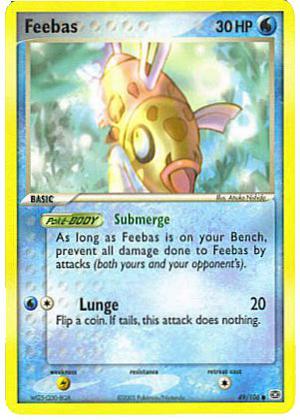 Feebas 30 HP
BASIC Illus. Atsuko Nishida
Poké-BODY Submerge
As long as Feebas is on your Bench,
prevent all damage done to Feebas by
attacks (both yours and your opponent's).
Lunge 20
Flip a coin. If tails, this attack does nothing.
weakness resistance retreat cost
©2005 Pokémon/Nintendo 49/106